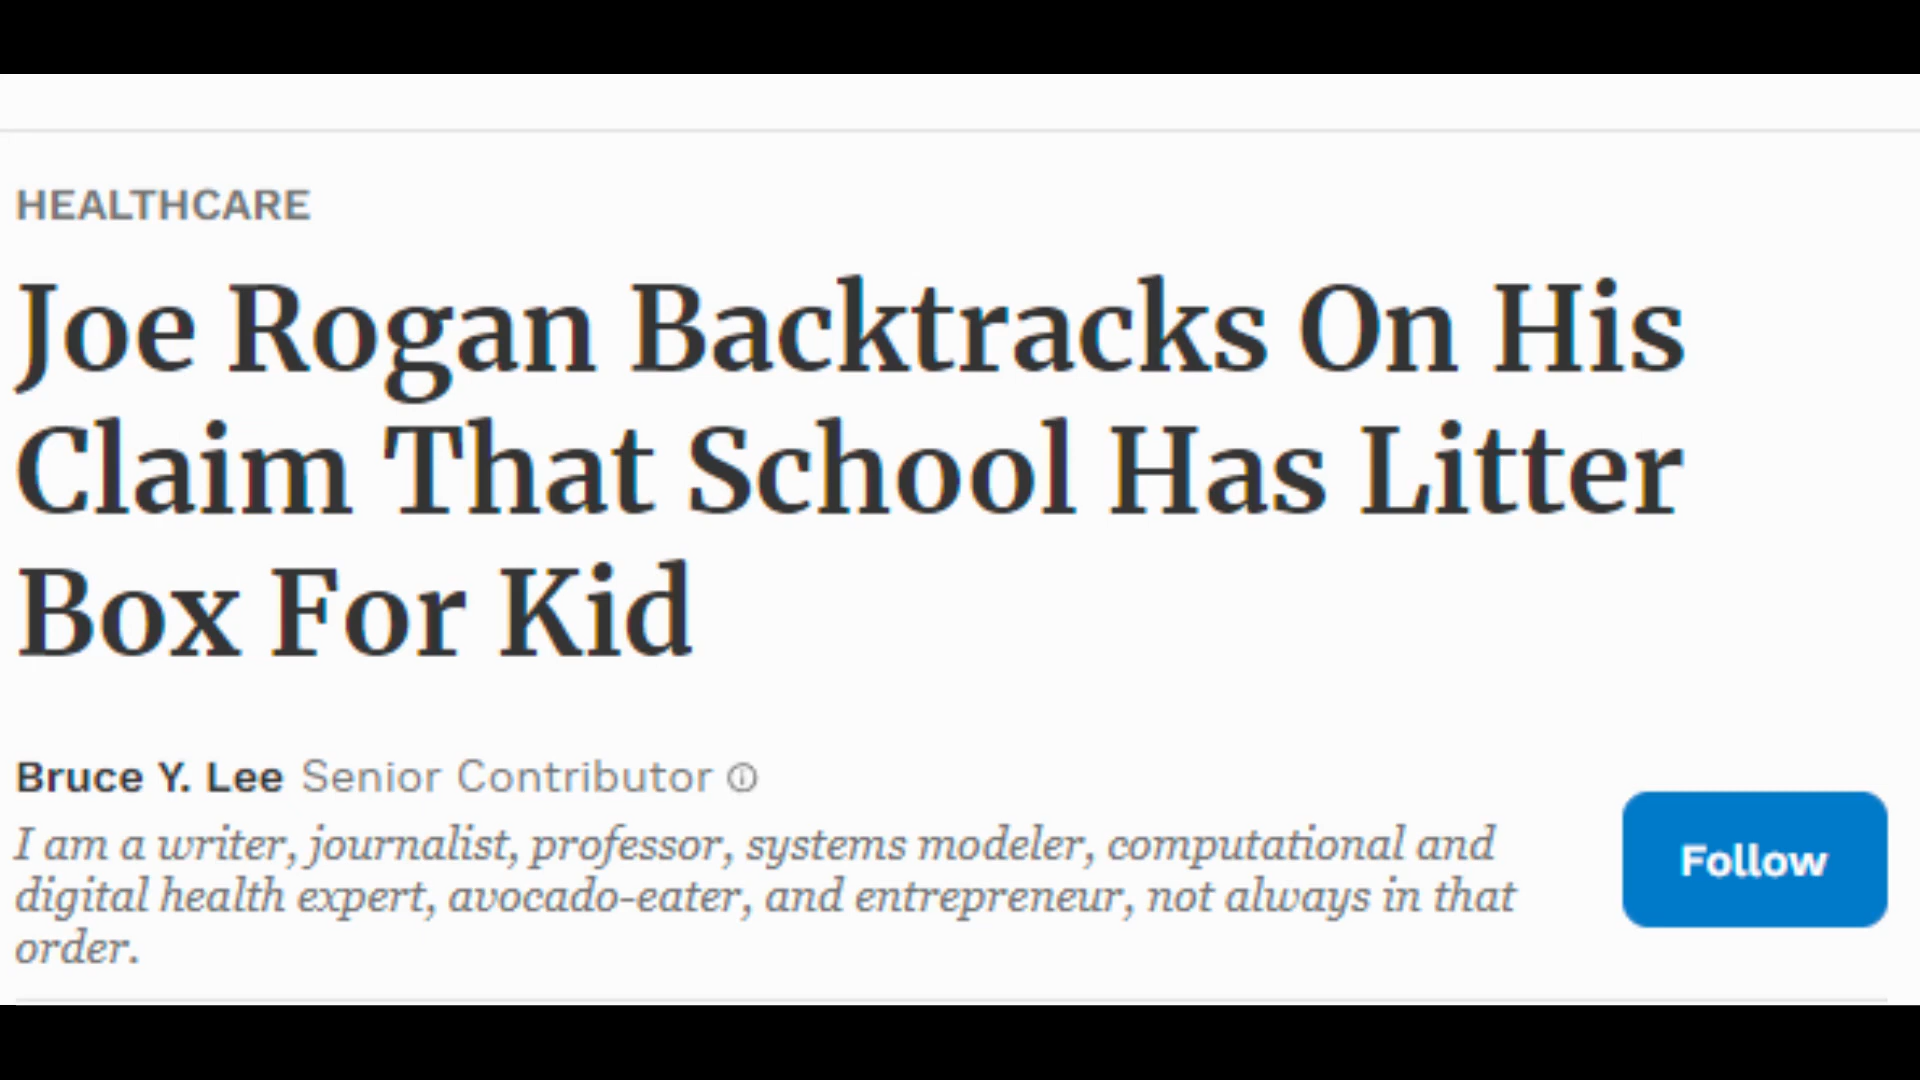 HEALTHCARE
Joe Rogan Backtracks On His
Claim That School Has Litter
Box For Kid
Bruce Y. Lee Senior Contributor
I am a writer, journalist, professor, systems modeler, computational and
digital health expert, avocado-eater, and entrepreneur, not always in that
order.
Follow